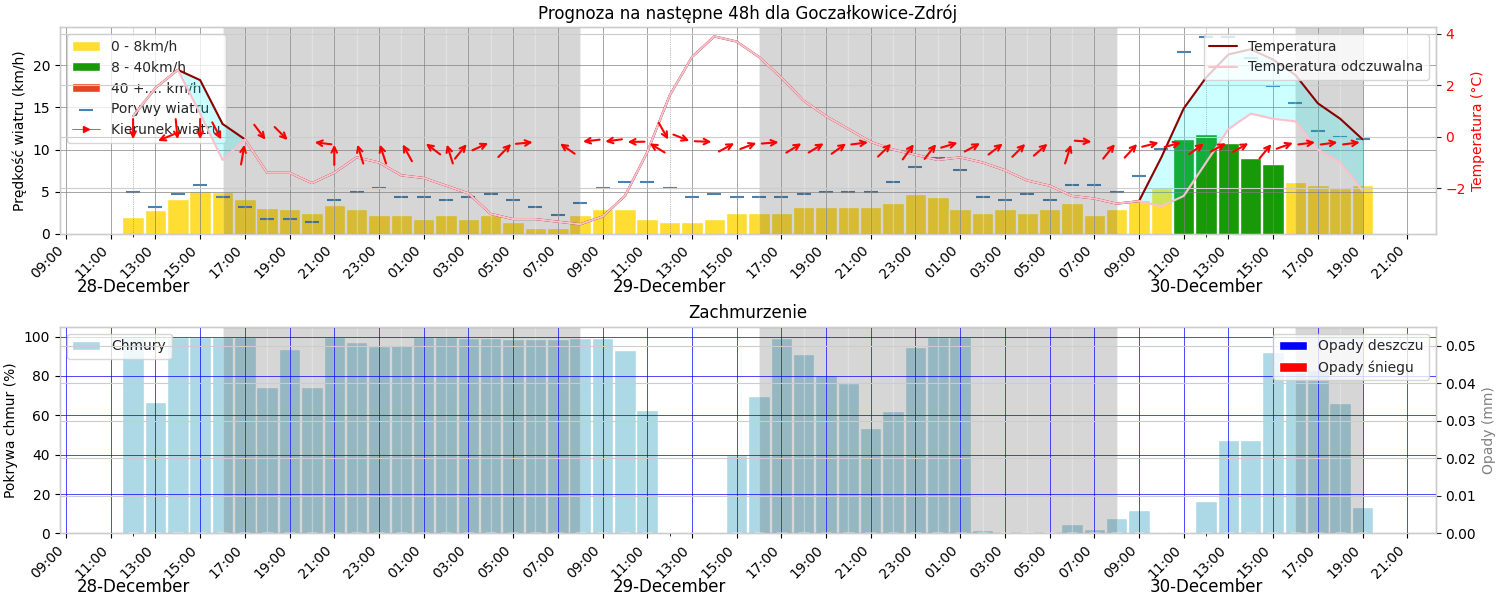 Prognoza na następne 48h dla Goczałkowice-Zdrój
Prędkość wiatru (km/h)
20
15
10
5
0
0 - 8km/h
8 - 40km/h
40 +.... km/h
Porywy wiatru
Kierunek wiatru
Temperatura
Temperatura odczuwalna
4
2
0
−2
Temperatura (°C)
09:00 11:00 13:00 15:00 17:00 19:00 21:00 23:00 01:00 03:00 05:00 07:00 09:00 11:00 13:00 15:00 17:00 19:00 21:00 23:00 01:00 03:00 05:00 07:00 09:00 11:00 13:00 15:00 17:00 19:00 21:00
28-December 29-December 30-December
Zachmurzenie
Pokrywa chmur (%)
100
80
60
40
20
0
Chmury
Opady deszczu
Opady śniegu
0.05
0.04
0.03
0.02
0.01
0.00
Opady (mm)
09:00 11:00 13:00 15:00 17:00 19:00 21:00 23:00 01:00 03:00 05:00 07:00 09:00 11:00 13:00 15:00 17:00 19:00 21:00 23:00 01:00 03:00 05:00 07:00 09:00 11:00 13:00 15:00 17:00 19:00 21:00
28-December 29-December 30-December